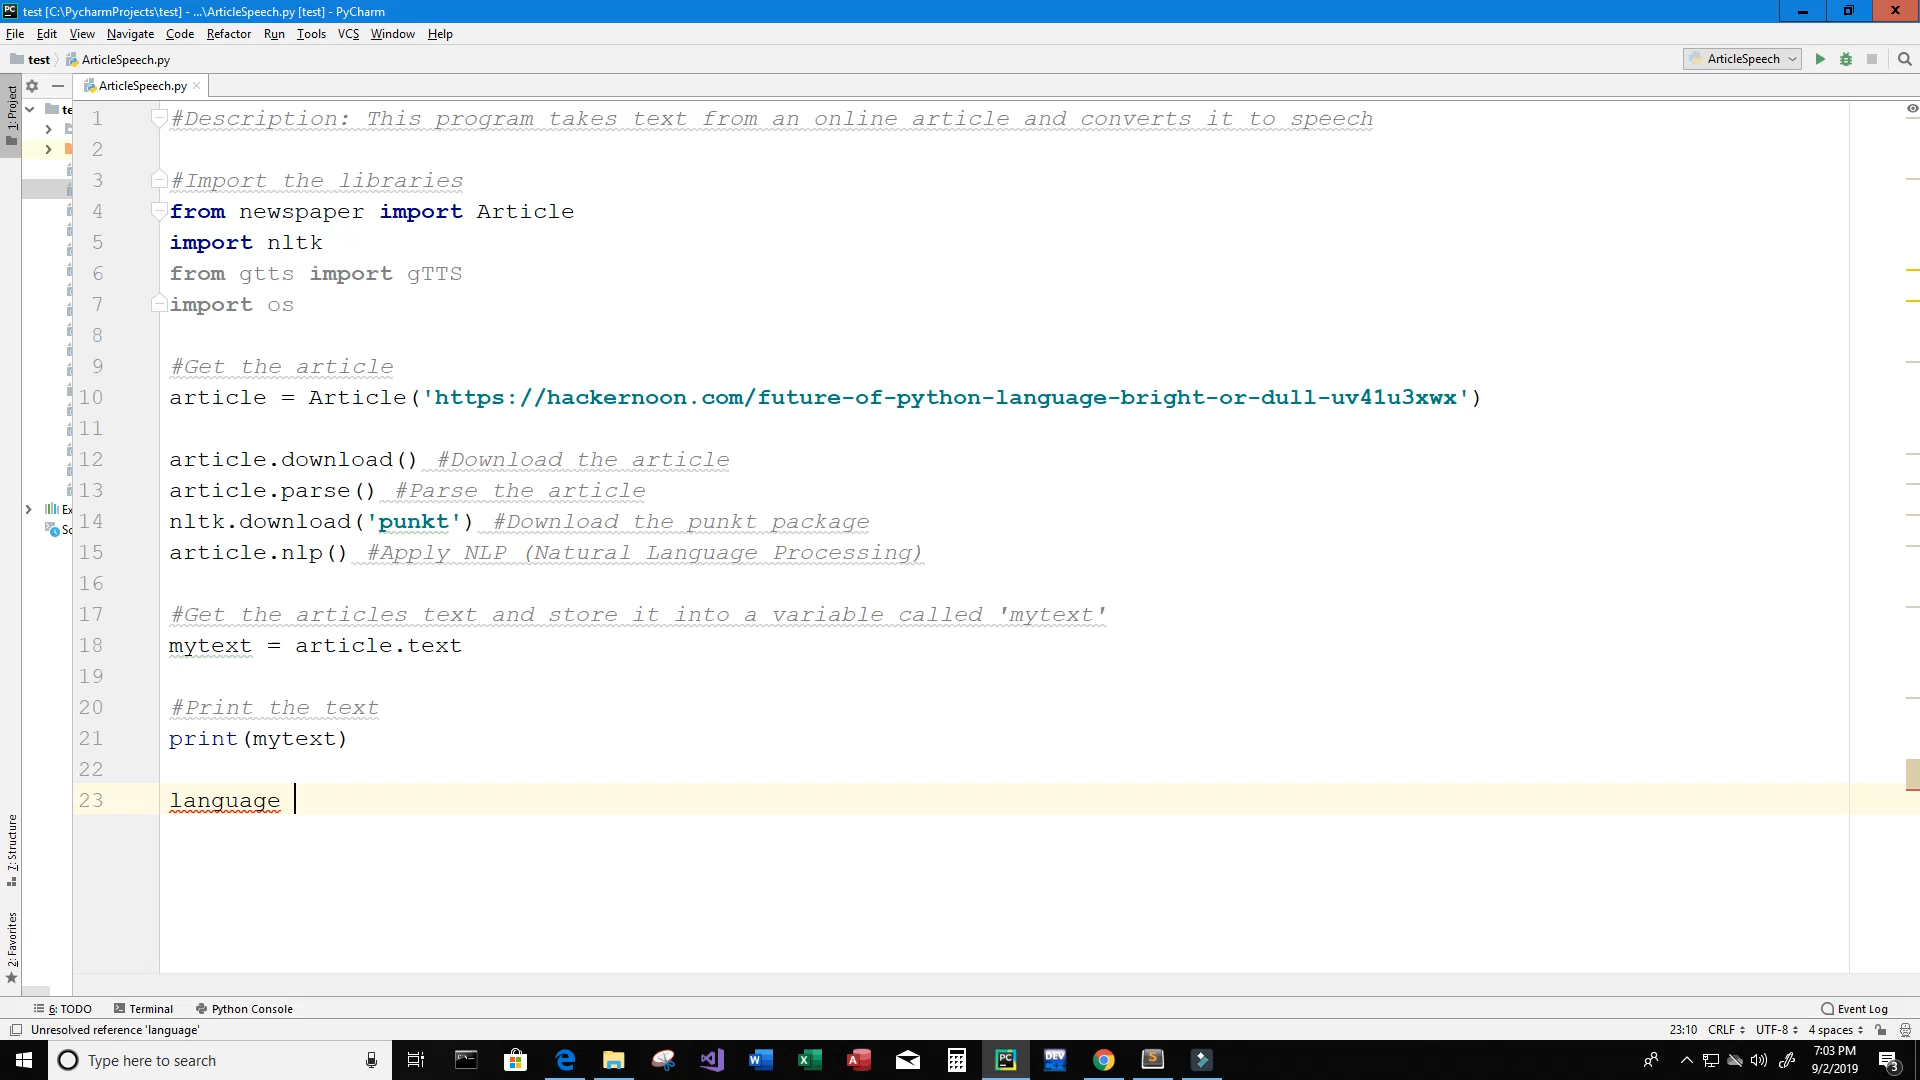 test [C:\PycharmProjects\test] - ...\ArticleSpeech.py [test] - PyCharm
File Edit View Navigate Code Refactor Run Tools VCS Window Help
test ArticleSpeech.py ArticleSpeech
1: Project
ArticleSpeech.py
te
1 #Description: This program takes text from an online article and converts it to speech
2
3 #Import the libraries
4 from newspaper import Article
5 import nltk
6 from gtts import gTTS
7 import os
8
9 #Get the article
10 article = Article('https://hackernoon.com/future-of-python-language-bright-or-dull-uv41u3xwx')
11
12 article.download() #Download the article
13 article.parse() #Parse the article
14 nltk.download('punkt') #Download the punkt package
15 article.nlp() #Apply NLP (Natural Language Processing)
16
17 #Get the articles text and store it into a variable called 'mytext'
18 mytext = article.text
19
20 #Print the text
21 print(mytext)
22
23 language
Ex
Sc
7: Structure
2: Favorites
6: TODO Terminal Python Console Event Log
Unresolved reference 'language' 23:10 CRLF UTF-8 4 spaces
Type here to search
7:03 PM
9/2/2019
3